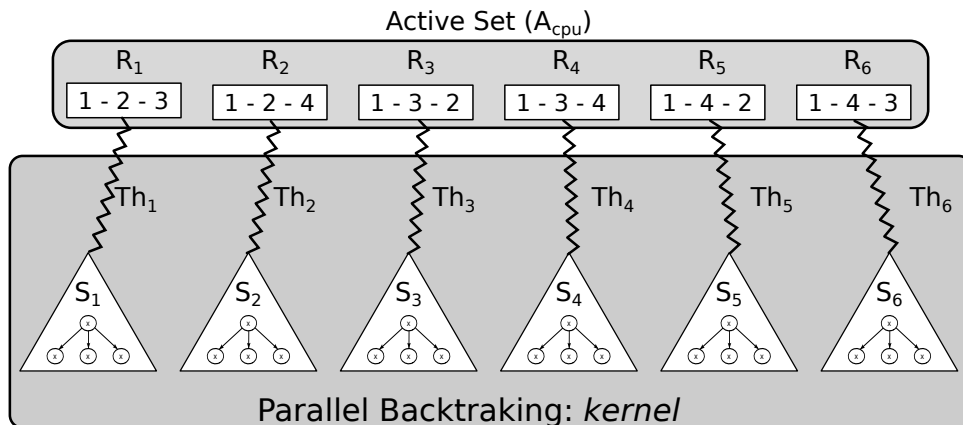 Active Set (A_cpu)
R1 R2 R3 R4 R5 R6
1 - 2 - 3 1 - 2 - 4 1 - 3 - 2 1 - 3 - 4 1 - 4 - 2 1 - 4 - 3
Th1 Th2 Th3 Th4 Th5 Th6
S1 S2 S3 S4 S5 S6
x x x x x x
x x x x x x x x x x x x x x x x x x
Parallel Backtraking: kernel